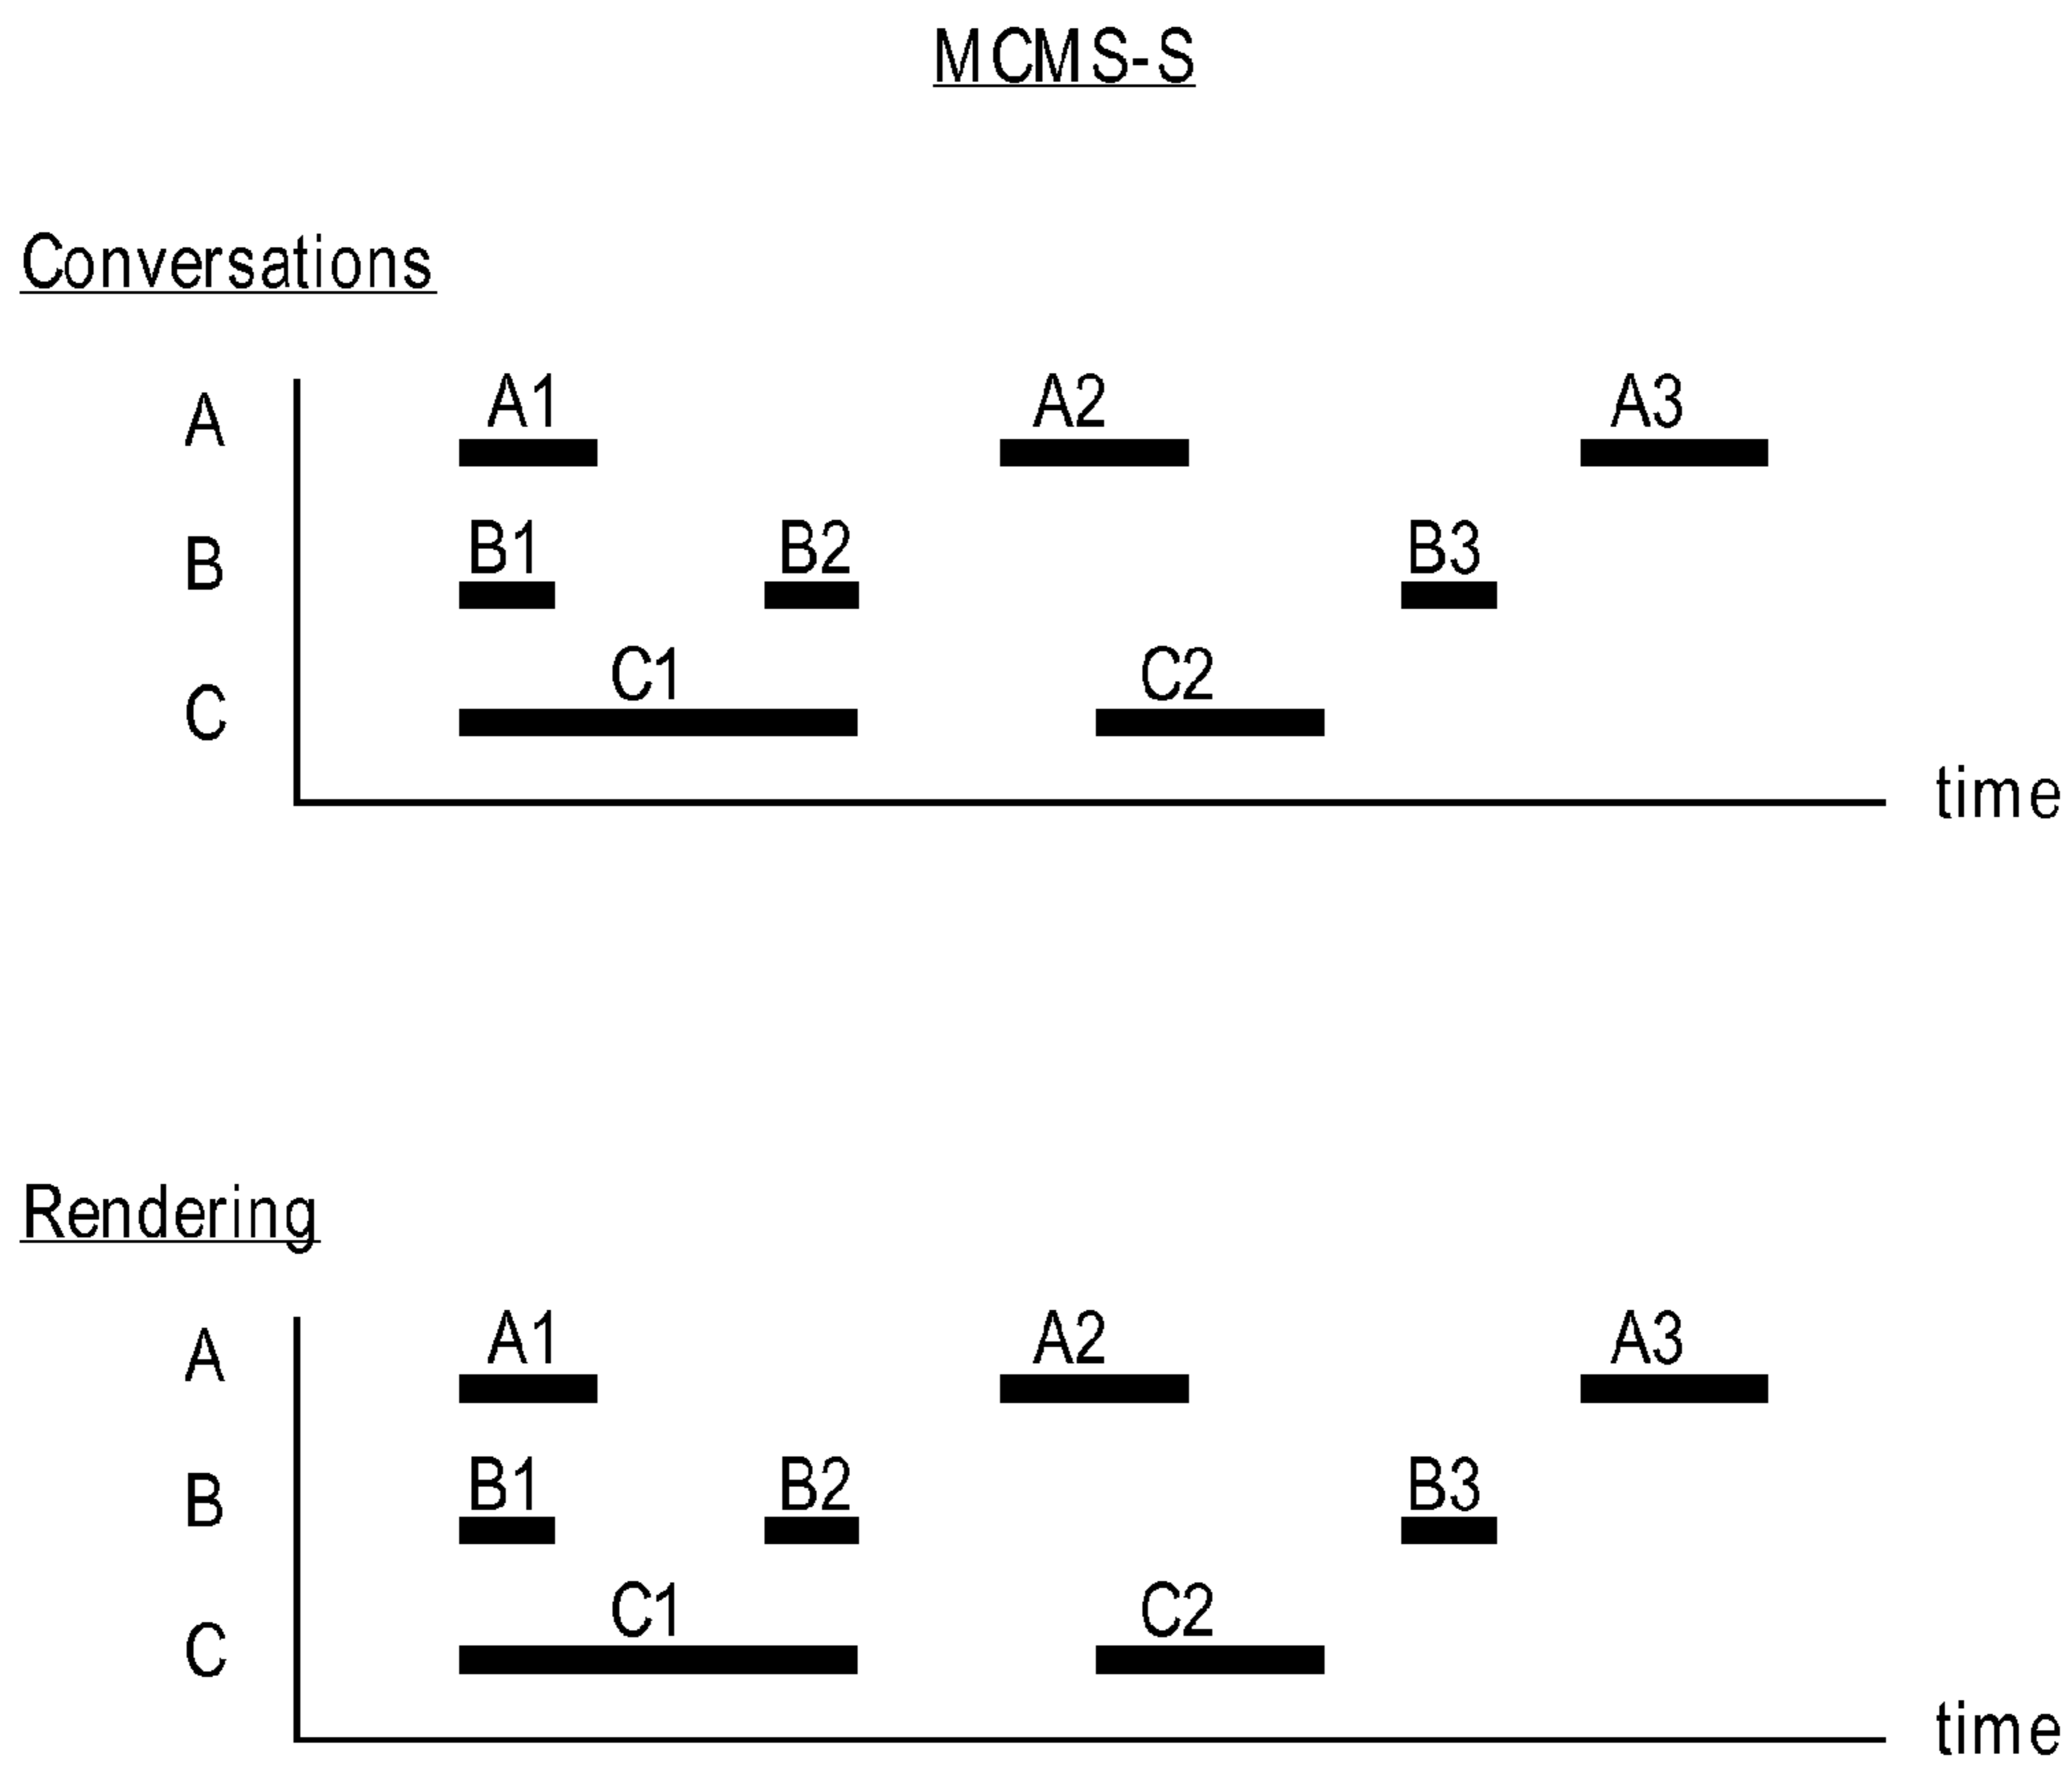 MCMS-S
Conversations
A A1 A2 A3
B B1 B2 B3
C C1 C2
time
Rendering
A A1 A2 A3
B B1 B2 B3
C C1 C2
time